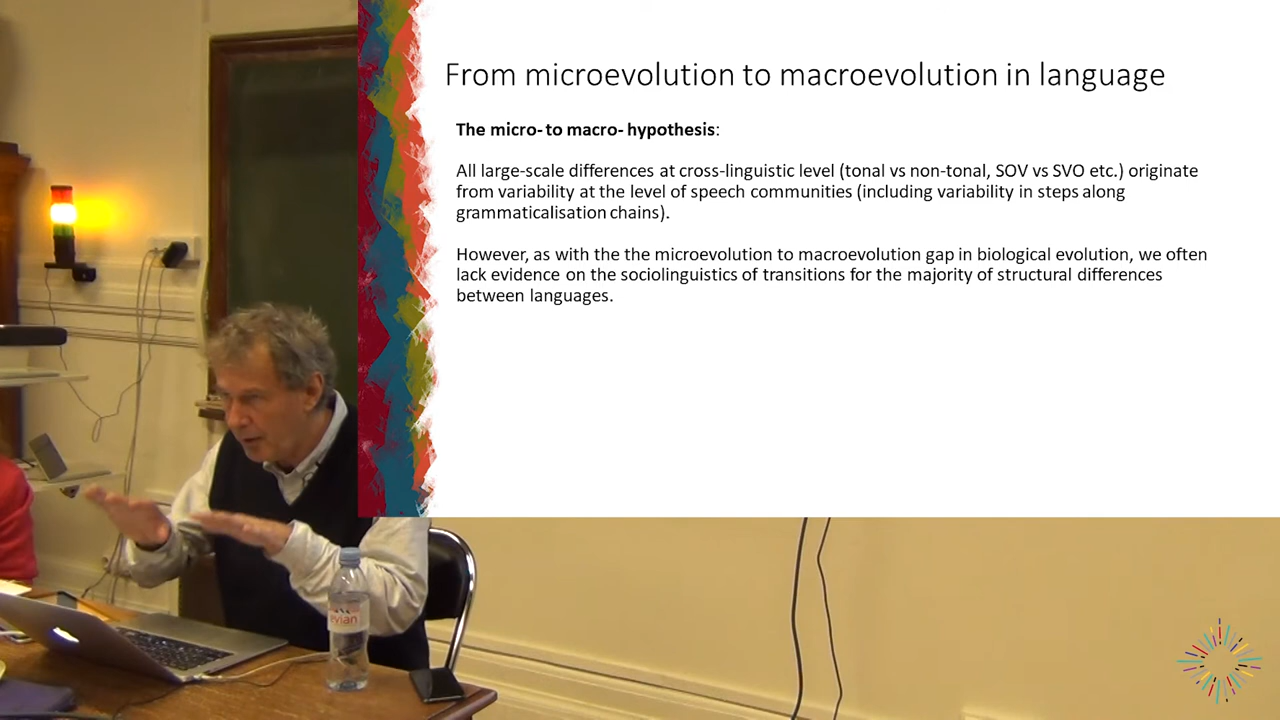 From microevolution to macroevolution in language
The micro- to macro- hypothesis:
All large-scale differences at cross-linguistic level (tonal vs non-tonal, SOV vs SVO etc.) originate
from variability at the level of speech communities (including variability in steps along
grammaticalisation chains).
However, as with the the microevolution to macroevolution gap in biological evolution, we often
lack evidence on the sociolinguistics of transitions for the majority of structural differences
between languages.
evian